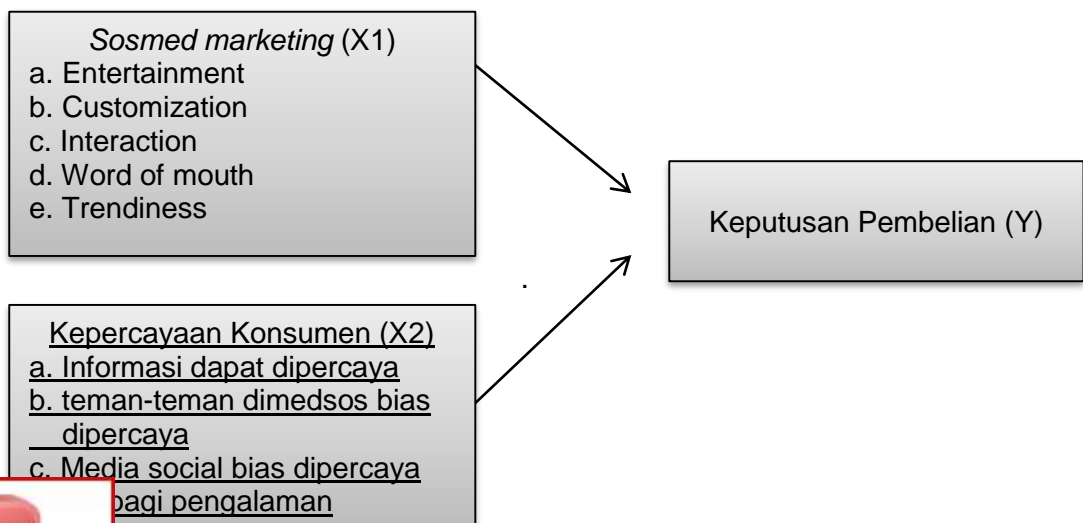 Sosmed marketing (X1)
a. Entertainment
b. Customization
c. Interaction
d. Word of mouth
e. Trendiness
Keputusan Pembelian (Y)
.
Kepercayaan Konsumen (X2)
a. Informasi dapat dipercaya
b. teman-teman dimedsos bias
dipercaya
c. Media social bias dipercaya
pengalaman